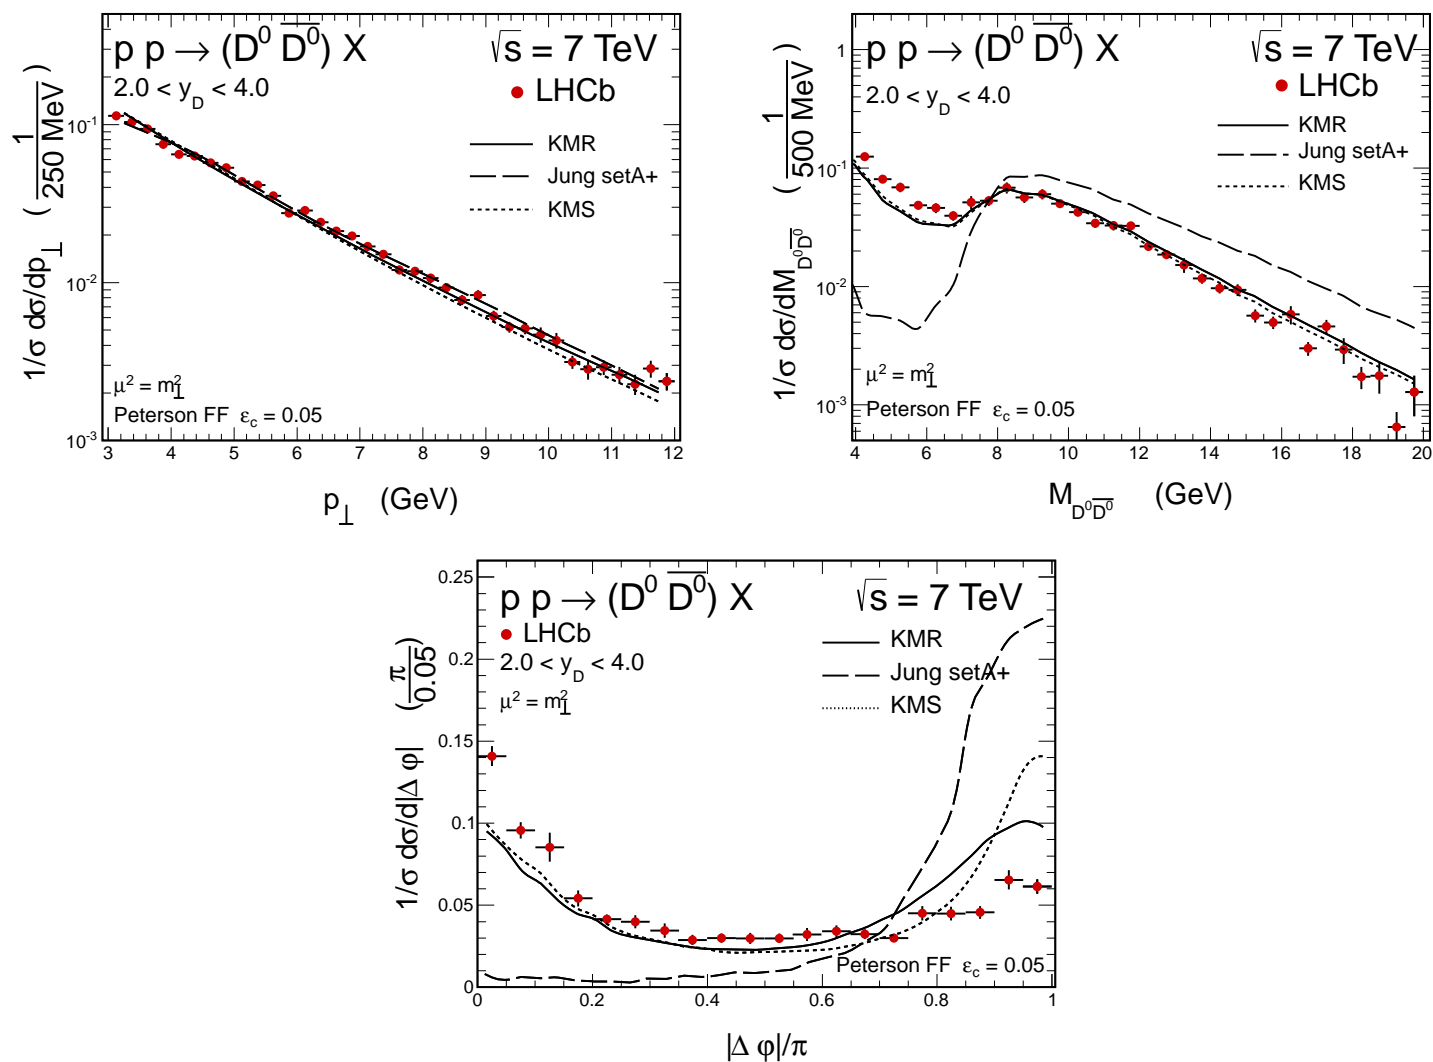 p p → (D⁰ D̅⁰) X √s = 7 TeV
2.0 < y_D < 4.0
LHCb
KMR
Jung setA+
KMS
μ² = m²_⊥
Peterson FF ε_c = 0.05
1/σ dσ/dp_⊥ ( 1/250 MeV )
10⁻¹
10⁻²
10⁻³
3 4 5 6 7 8 9 10 11 12
p_⊥ (GeV)
p p → (D⁰ D̅⁰) X √s = 7 TeV
2.0 < y_D < 4.0
LHCb
KMR
Jung setA+
KMS
μ² = m²_⊥
Peterson FF ε_c = 0.05
1/σ dσ/dM_D⁰D̅⁰ ( 1/500 MeV )
1
10⁻¹
10⁻²
10⁻³
4 6 8 10 12 14 16 18 20
M_D⁰D̅⁰ (GeV)
p p → (D⁰ D̅⁰) X √s = 7 TeV
LHCb
2.0 < y_D < 4.0
μ² = m²_⊥
KMR
Jung setA+
KMS
Peterson FF ε_c = 0.05
1/σ dσ/d|Δ φ| ( π/0.05 )
0.25
0.2
0.15
0.1
0.05
0
0 0.2 0.4 0.6 0.8 1
|Δ φ|/π